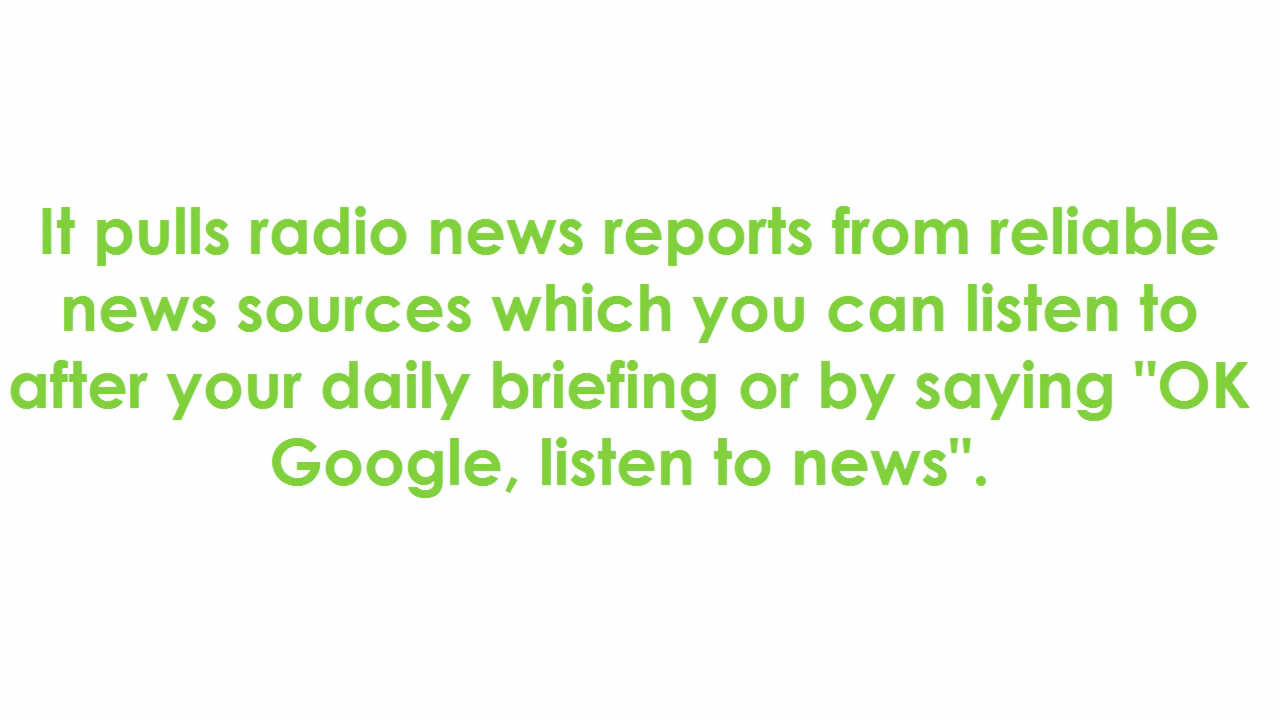 It pulls radio news reports from reliable
news sources which you can listen to
after your daily briefing or by saying "OK
Google, listen to news".